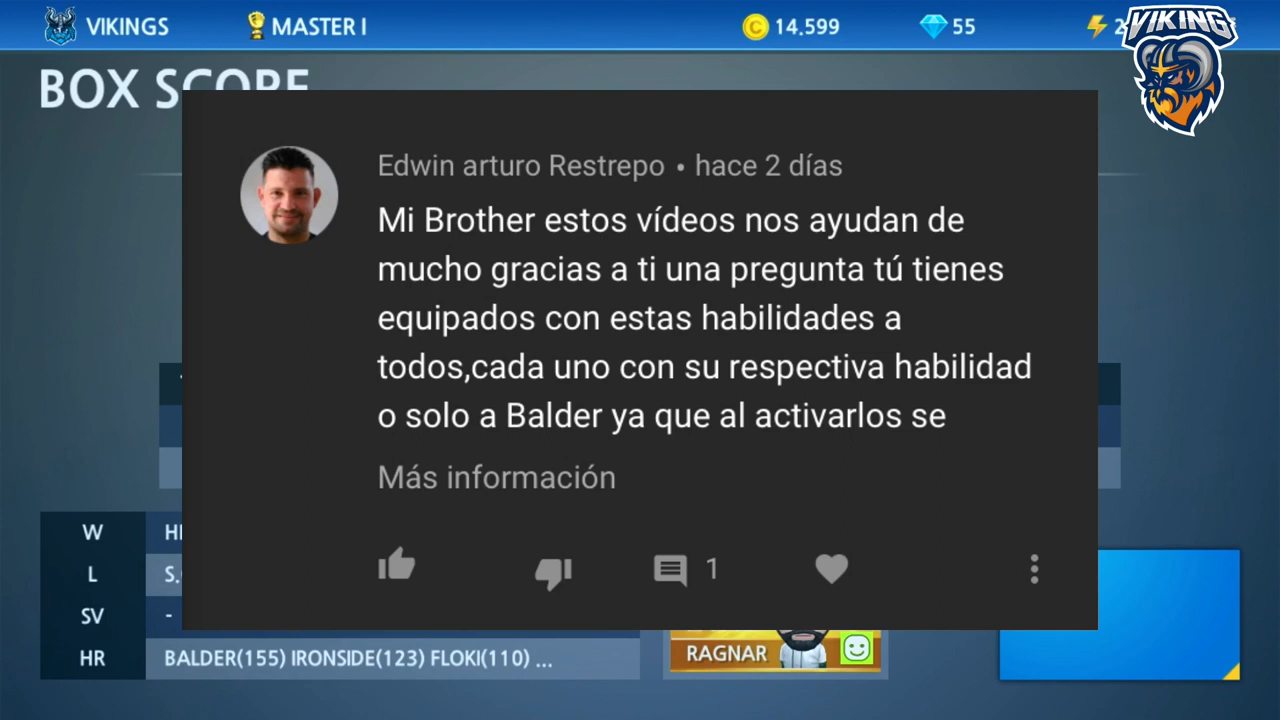 VIKINGS
MASTER I
14.599
55
2
VIKING
BOX SCORE
Edwin arturo Restrepo • hace 2 días
Mi Brother estos vídeos nos ayudan de
mucho gracias a ti una pregunta tú tienes
equipados con estas habilidades a
todos,cada uno con su respectiva habilidad
o solo a Balder ya que al activarlos se
Más información
1
W
L
S.
SV
-
HR
BALDER(155) IRONSIDE(123) FLOKI(110) ...
RAGNAR